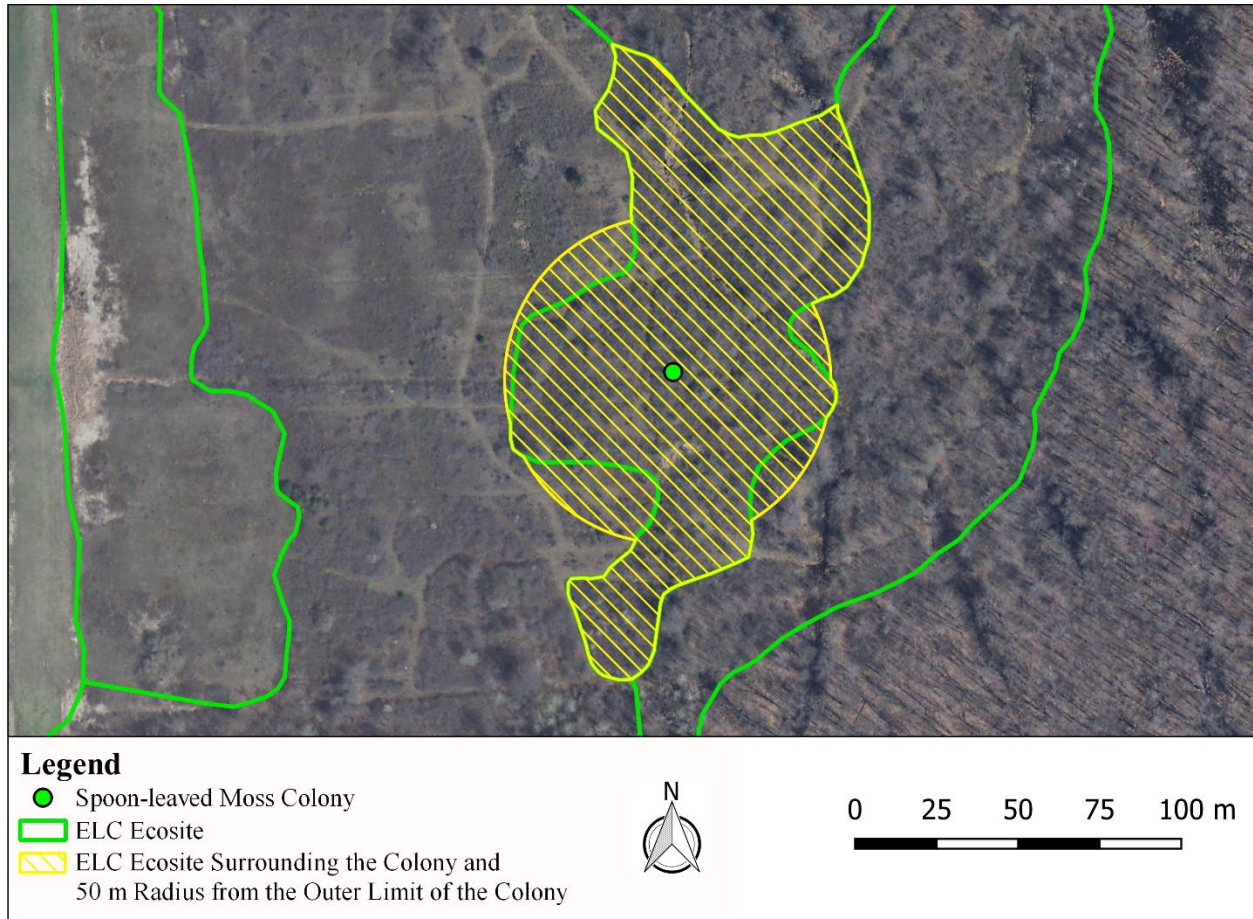 Legend
Spoon-leaved Moss Colony
ELC Ecosite
ELC Ecosite Surrounding the Colony and
50 m Radius from the Outer Limit of the Colony
N
0 25 50 75 100 m